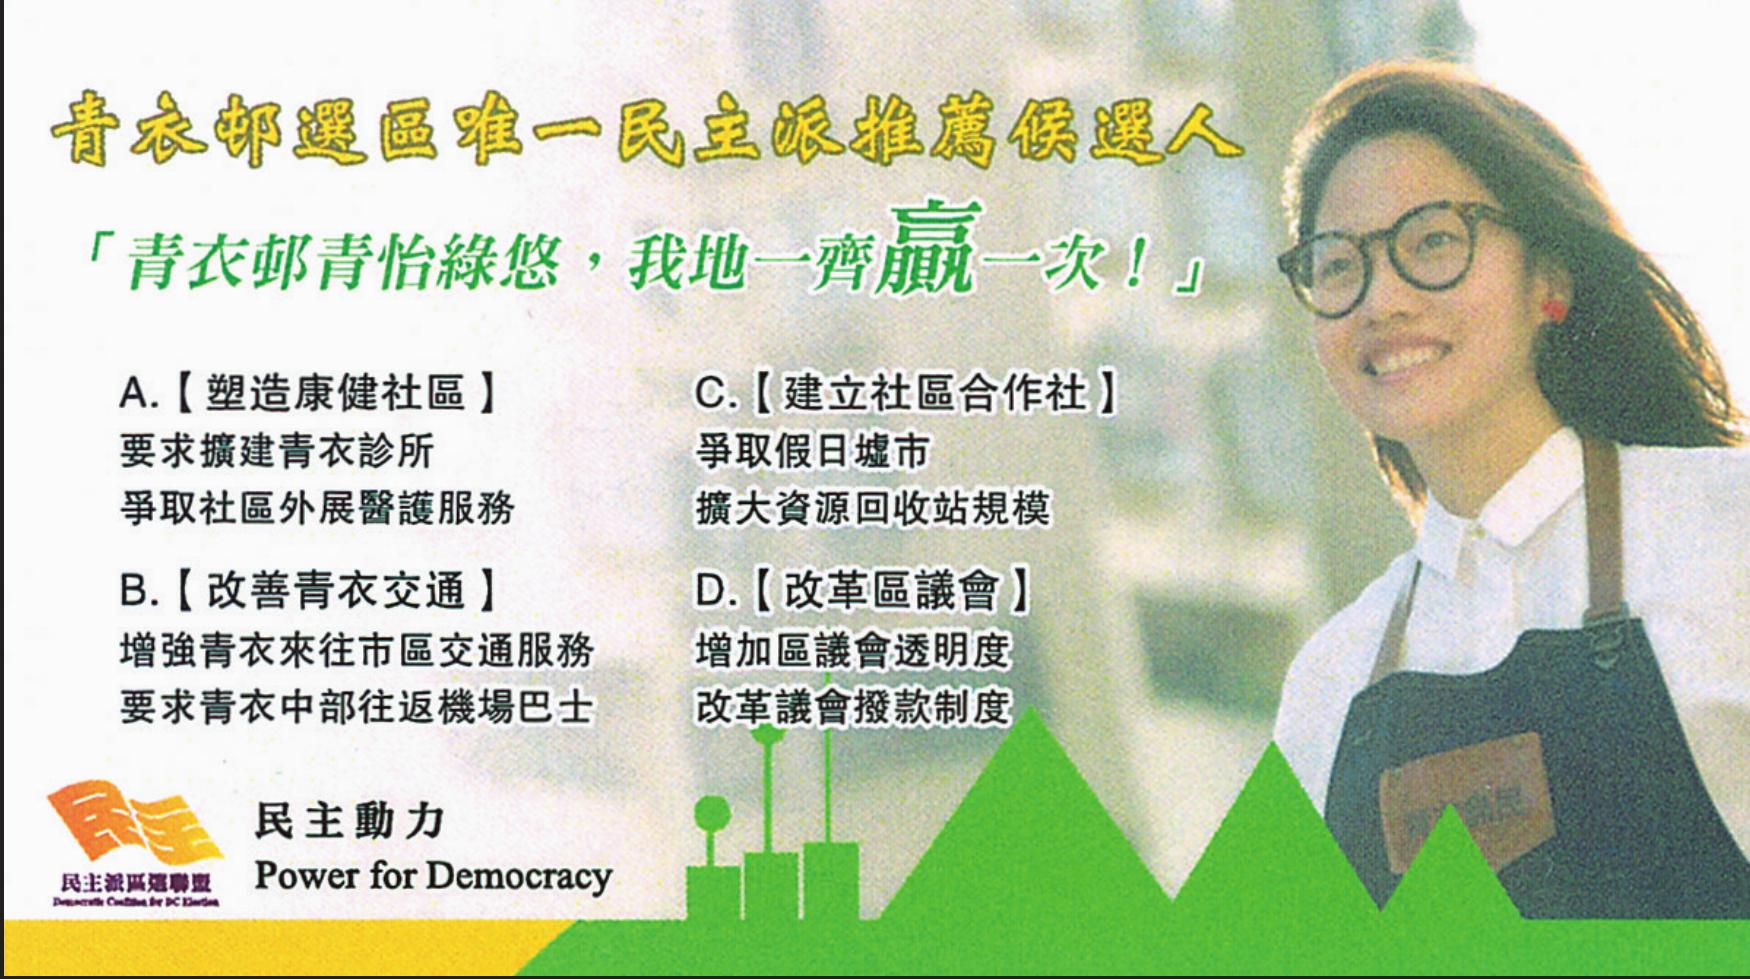 青衣邨選區唯一民主派推薦候選人
「青衣邨青怡綠悠，我地一齊贏一次！」
A.【塑造康健社區】
要求擴建青衣診所
爭取社區外展醫護服務
B.【改善青衣交通】
增強青衣來往市區交通服務
要求青衣中部往返機場巴士
C.【建立社區合作社】
爭取假日墟市
擴大資源回收站規模
D.【改革區議會】
增加區議會透明度
改革議會撥款制度
民主
民主派區選聯盟
Democratic Coalition for DC Election
民主動力
Power for Democracy